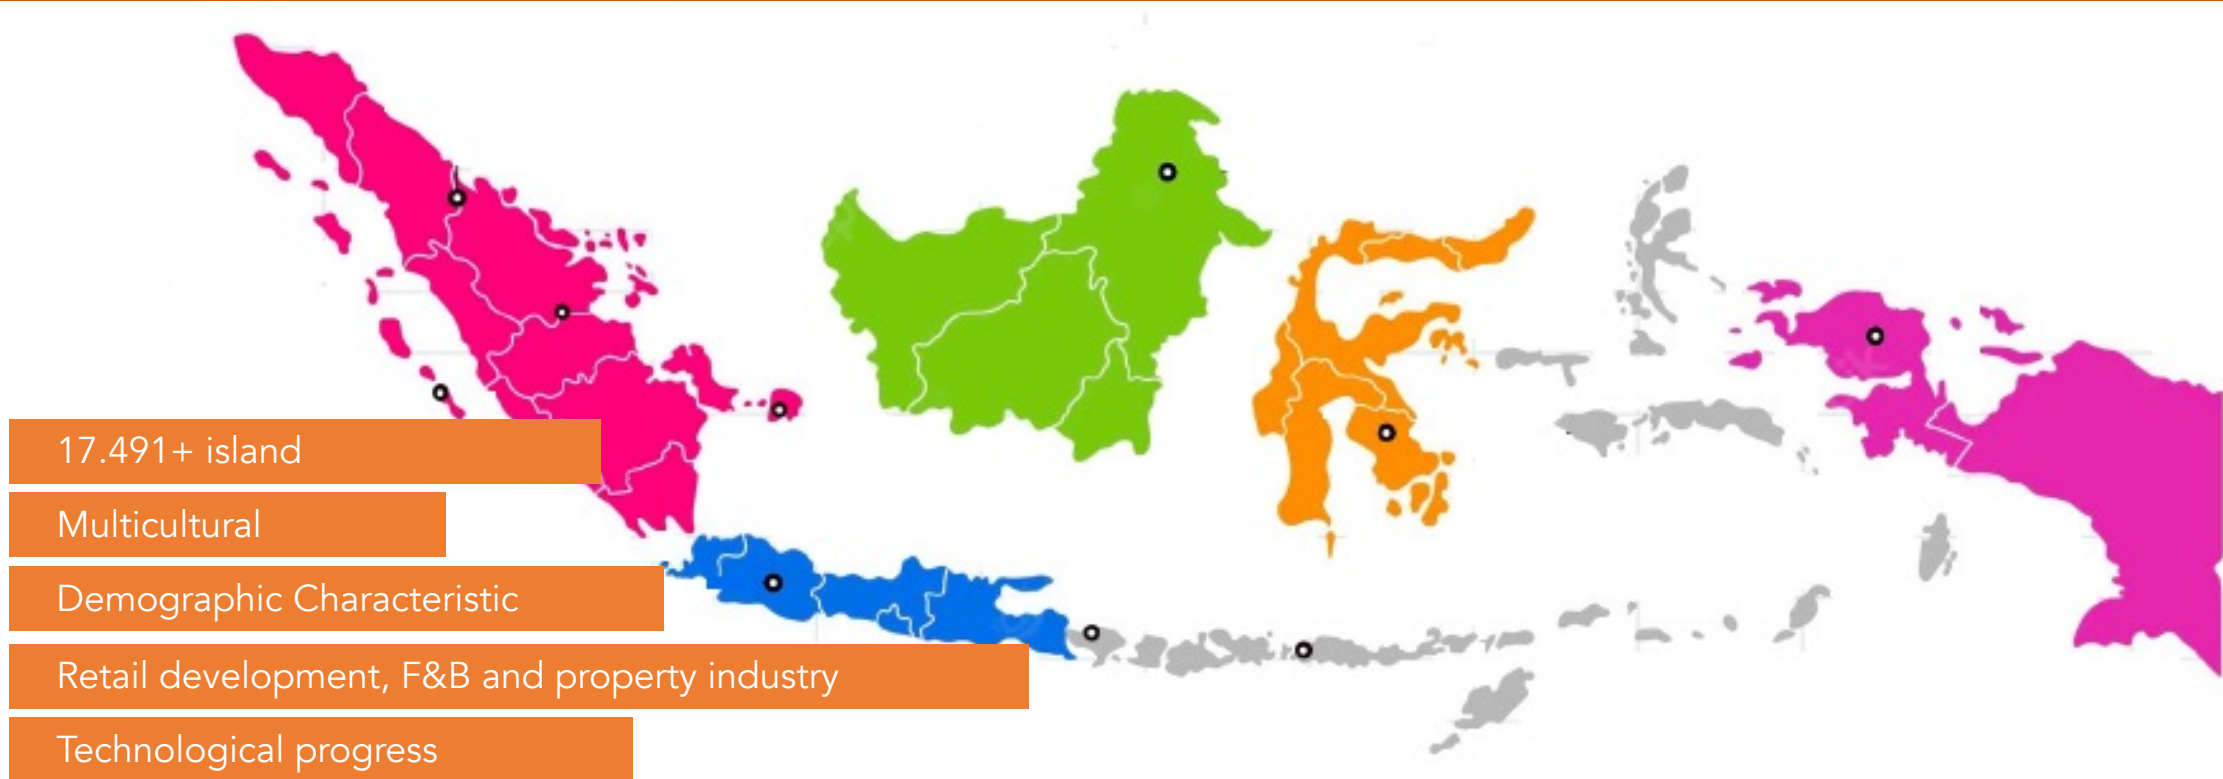 17.491+ island
Multicultural
Demographic Characteristic
Retail development, F&B and property industry
Technological progress